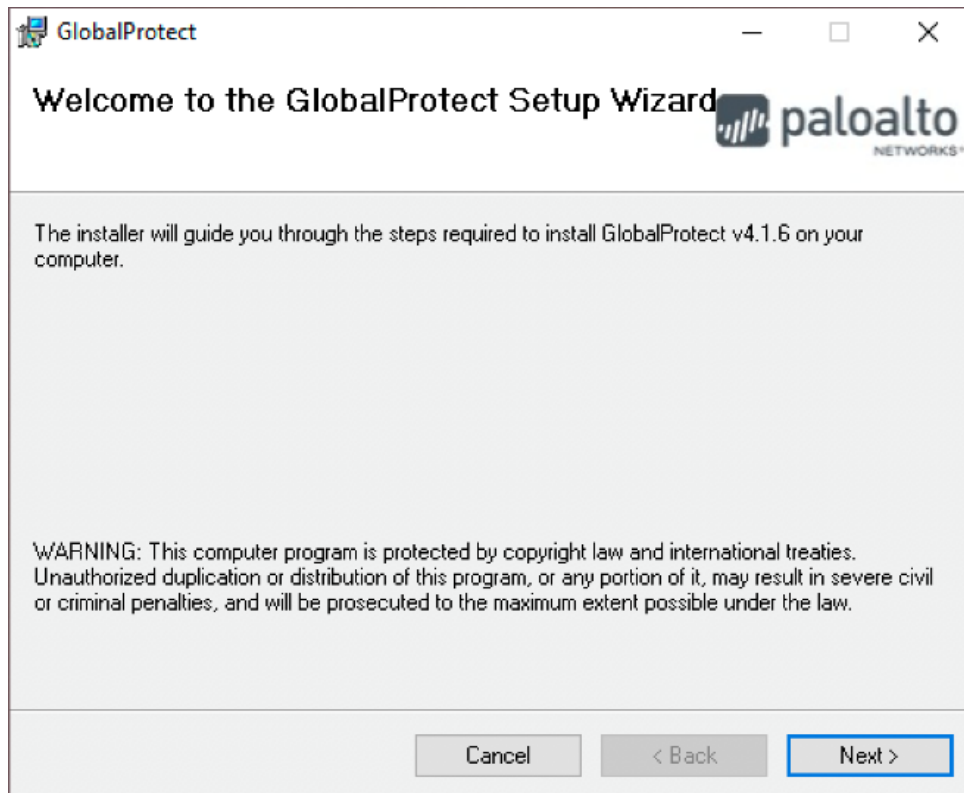 GlobalProtect
Welcome to the GlobalProtect Setup Wizard
paloalto
NETWORKS
The installer will guide you through the steps required to install GlobalProtect v4.1.6 on your
computer.
WARNING: This computer program is protected by copyright law and international treaties.
Unauthorized duplication or distribution of this program, or any portion of it, may result in severe civil
or criminal penalties, and will be prosecuted to the maximum extent possible under the law.
Cancel
< Back
Next >